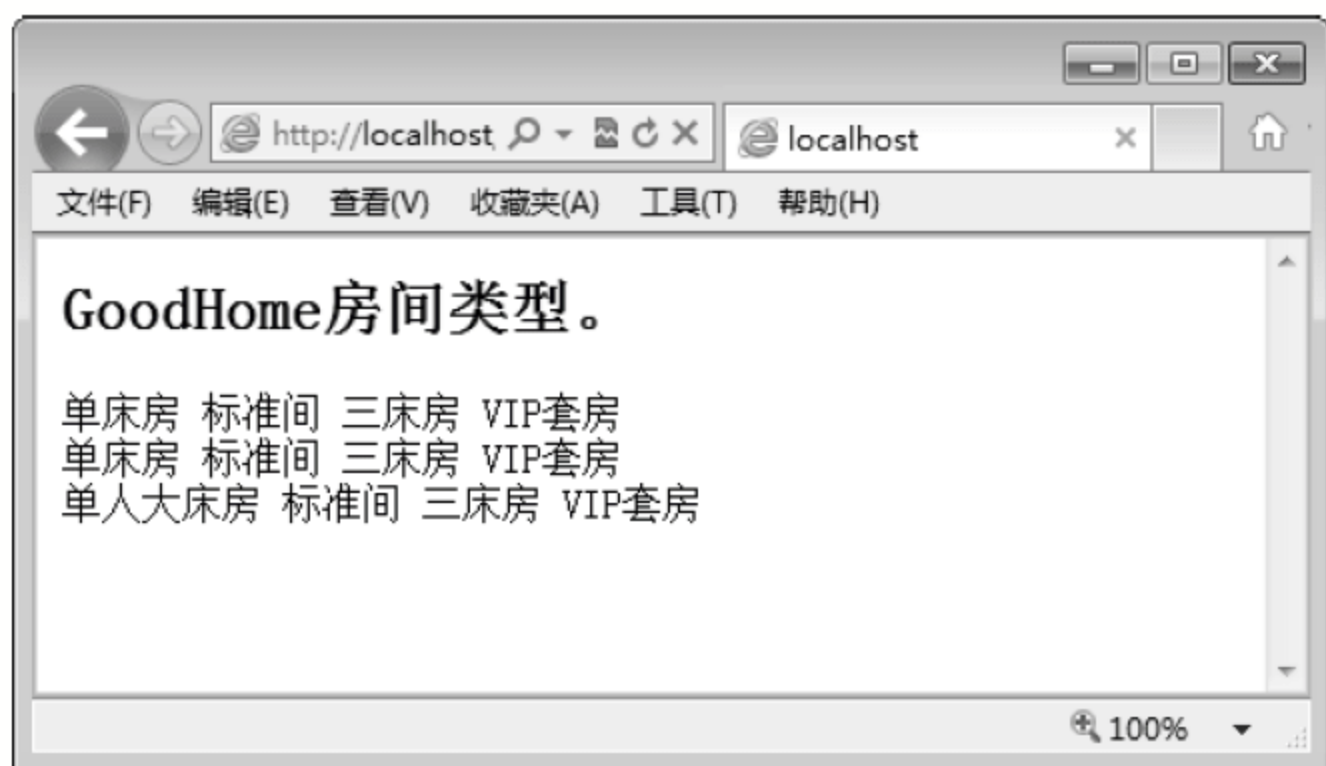 http://localhost
localhost
文件(F) 编辑(E) 查看(V) 收藏夹(A) 工具(T) 帮助(H)
GoodHome房间类型。
单床房 标准间 三床房 VIP套房
单床房 标准间 三床房 VIP套房
单人大床房 标准间 三床房 VIP套房
100%